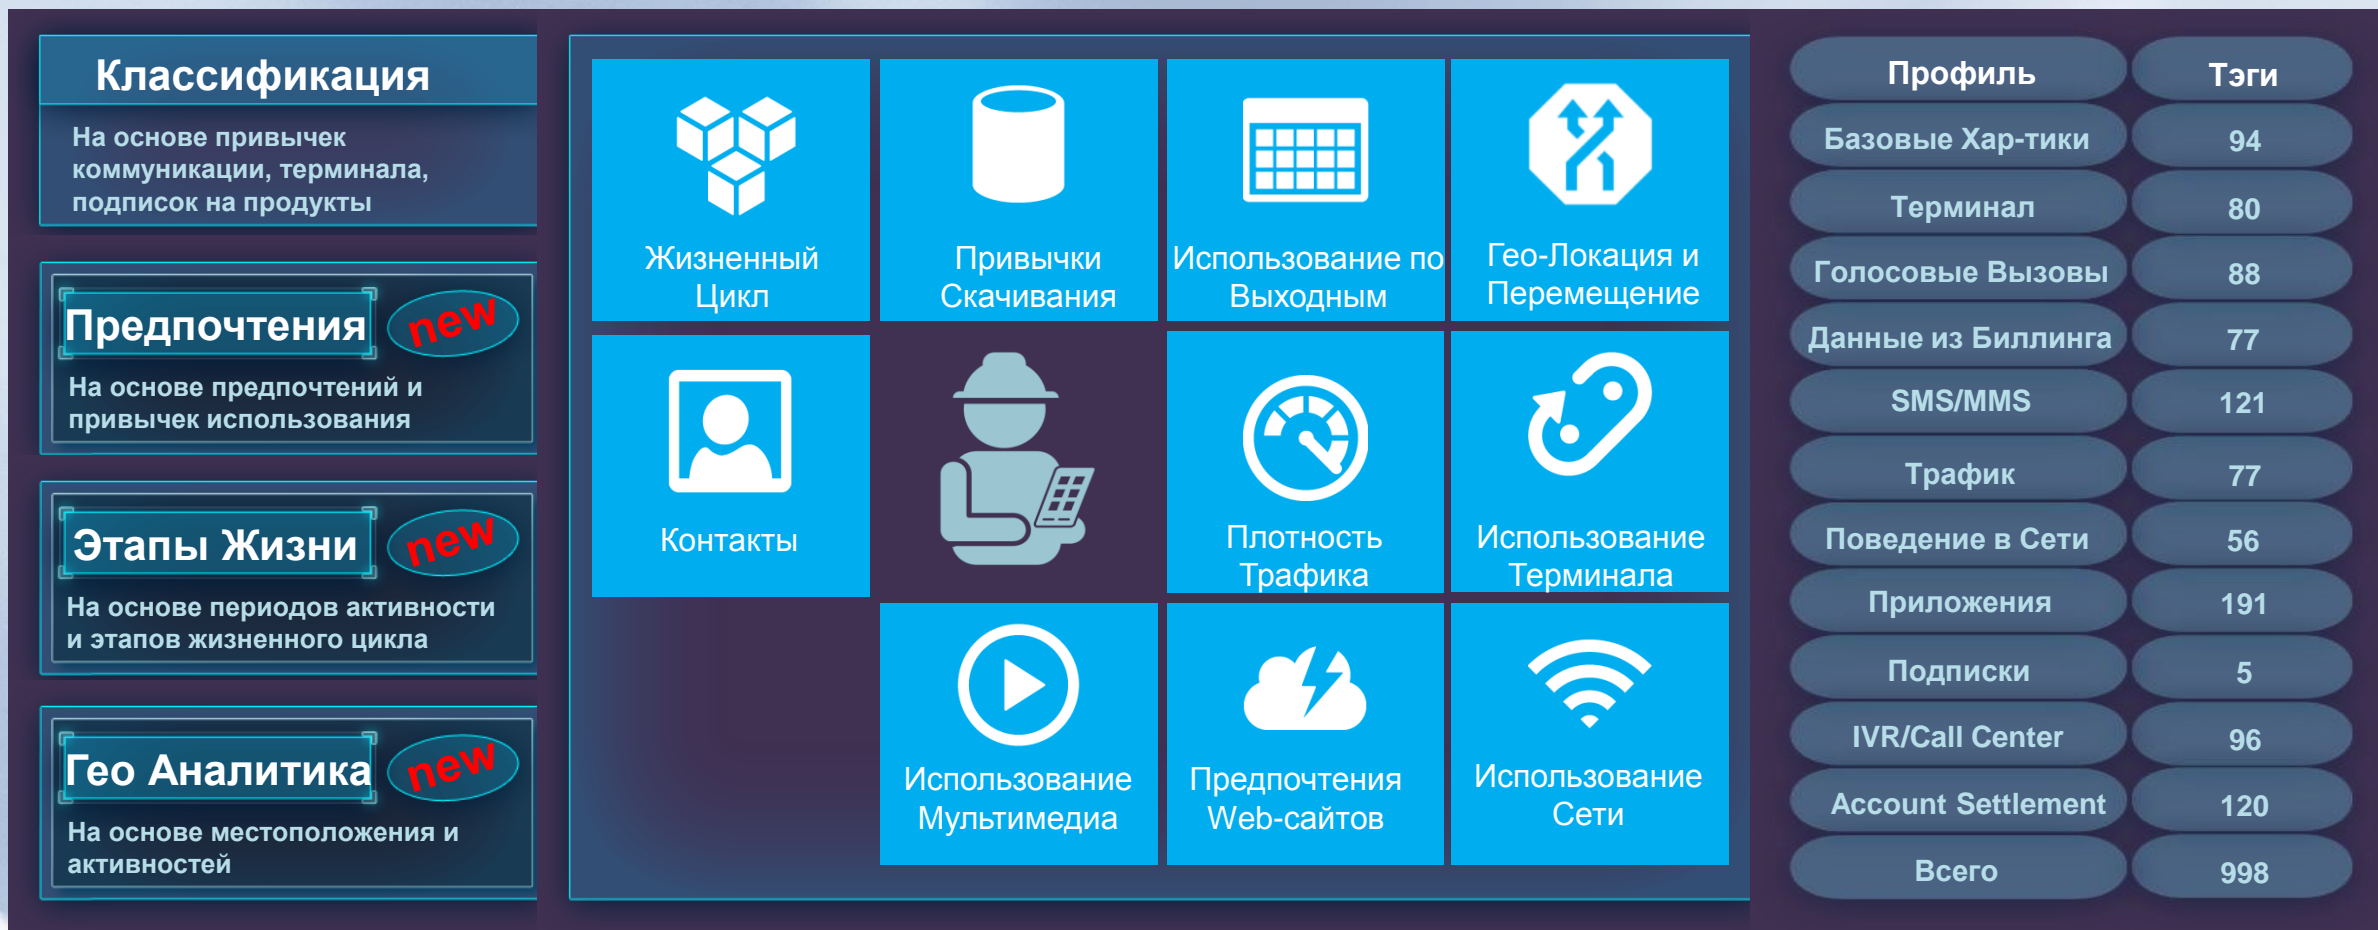 Классификация
На основе привычек
коммуникации, терминала,
подписок на продукты
Предпочтения
new
На основе предпочтений и
привычек использования
Этапы Жизни
new
На основе периодов активности
и этапов жизненного цикла
Гео Аналитика
new
На основе местоположения и
активностей
Жизненный
Цикл
Привычки
Скачивания
Использование по
Выходным
Гео-Локация и
Перемещение
Контакты
Плотность
Трафика
Использование
Терминала
Использование
Мультимедиа
Предпочтения
Web-сайтов
Использование
Сети
Профиль Тэги
Базовые Хар-тики 94
Терминал 80
Голосовые Вызовы 88
Данные из Биллинга 77
SMS/MMS 121
Трафик 77
Поведение в Сети 56
Приложения 191
Подписки 5
IVR/Call Center 96
Account Settlement 120
Всего 998